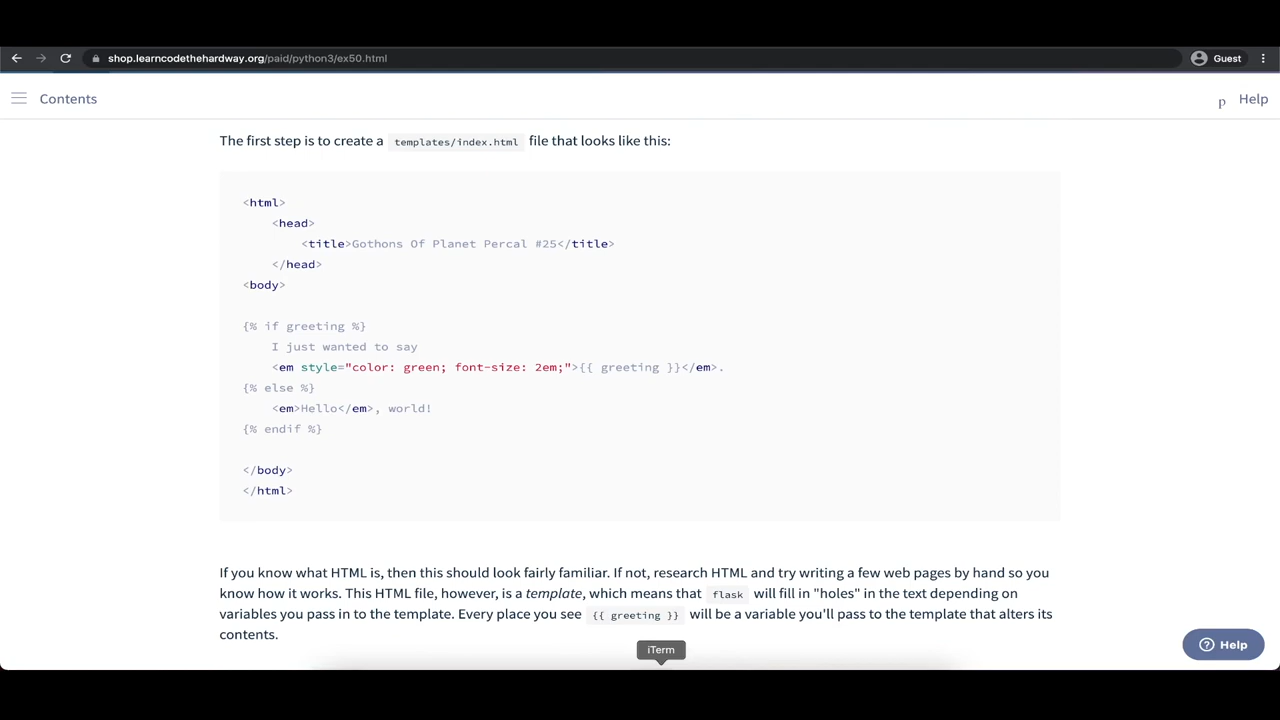 shop.learncodethehardway.org/paid/python3/ex50.html
Guest
Contents
p
Help
The first step is to create a templates/index.html file that looks like this:
<html>
    <head>
        <title>Gothons Of Planet Percal #25</title>
    </head>
<body>
{% if greeting %}
    I just wanted to say
    <em style="color: green; font-size: 2em;">{{ greeting }}</em>.
{% else %}
    <em>Hello</em>, world!
{% endif %}
</body>
</html>
If you know what HTML is, then this should look fairly familiar. If not, research HTML and try writing a few web pages by hand so you
know how it works. This HTML file, however, is a template, which means that flask will fill in "holes" in the text depending on
variables you pass in to the template. Every place you see {{ greeting }} will be a variable you'll pass to the template that alters its
contents.
iTerm
Help